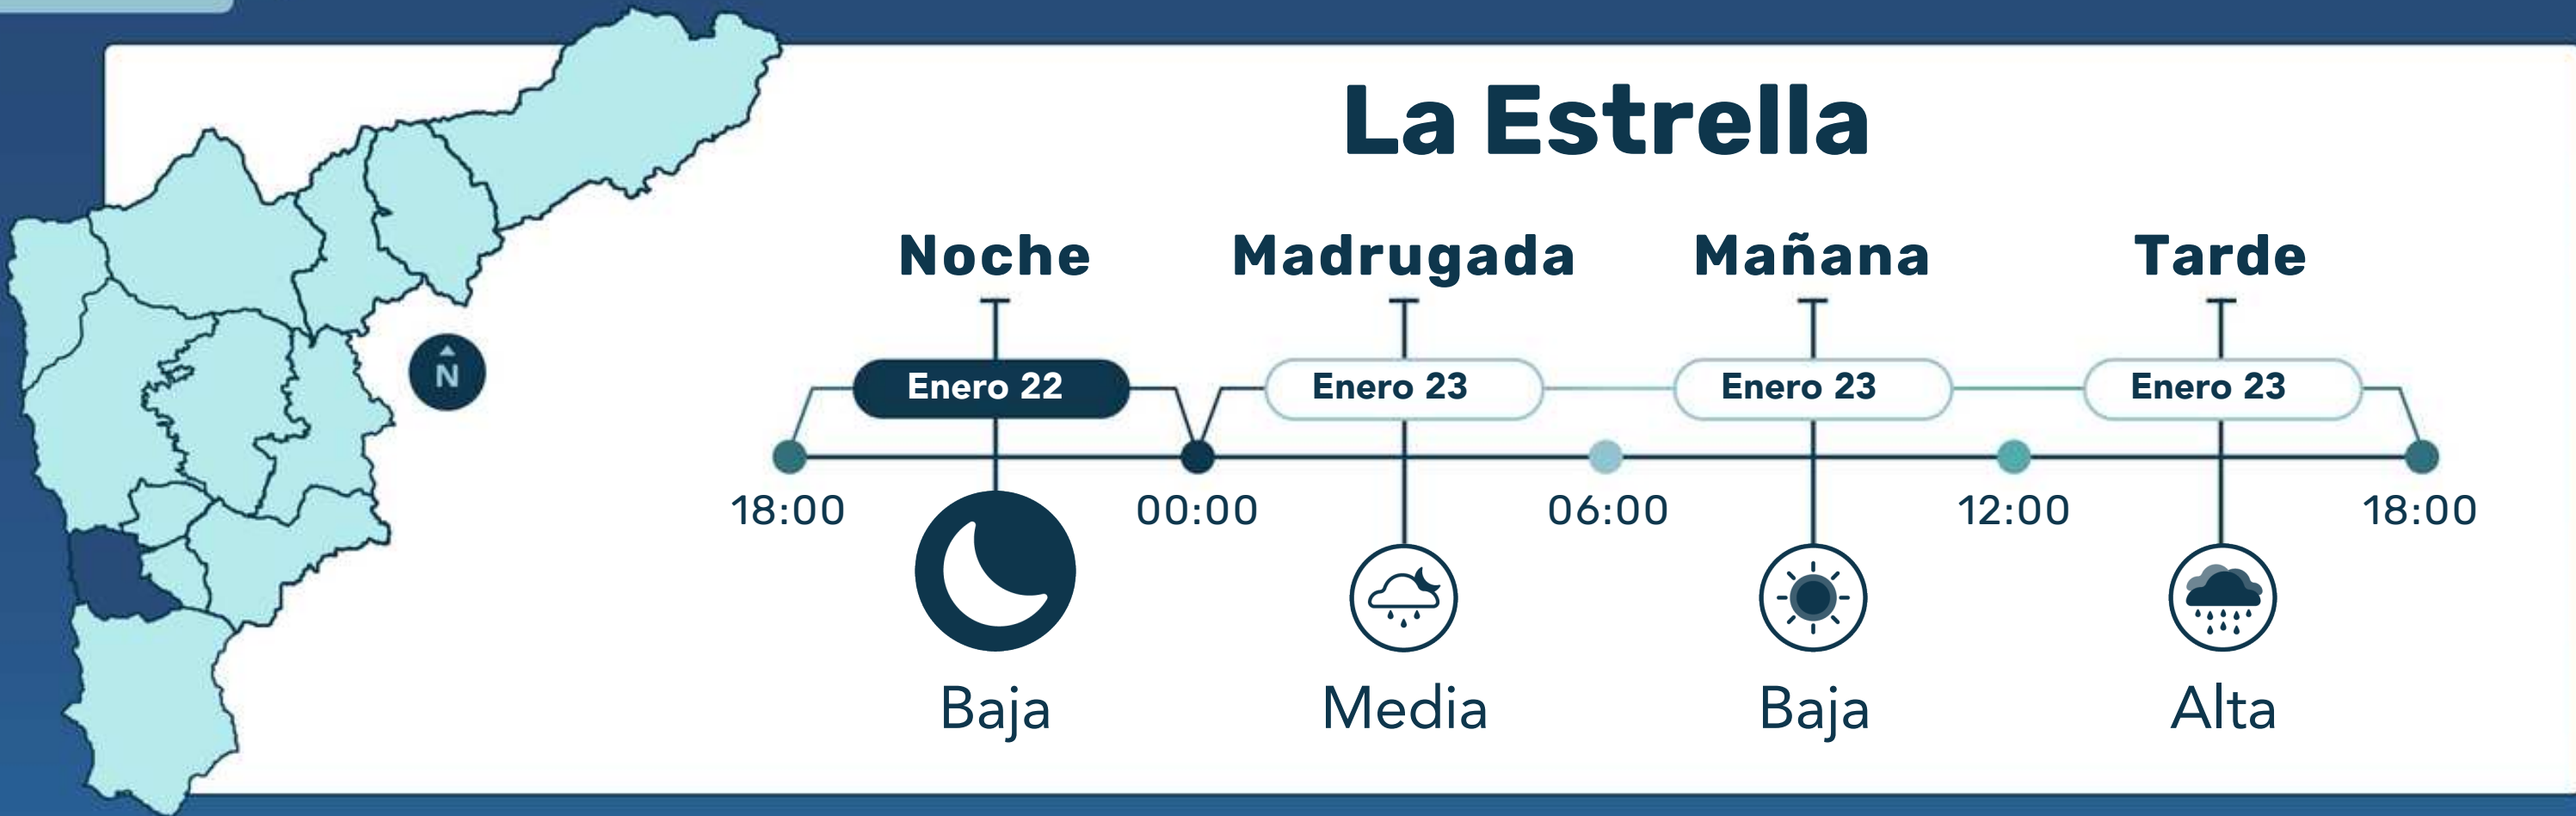 La Estrella
Noche Madrugada Mañana Tarde
N
Enero 22 Enero 23 Enero 23 Enero 23
18:00 00:00 06:00 12:00 18:00
Baja Media Baja Alta